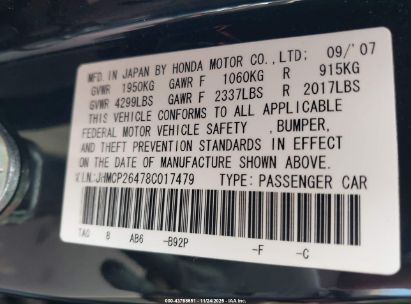 MFD. IN JAPAN BY HONDA MOTOR CO.,LTD: 09/'07
GVWR 1950KG GAWR F 1060KG R 915KG
GVWR 4299LBS GAWR F 2337LBS R 2017LBS
THIS VEHICLE CONFORMS TO ALL APPLICABLE
FEDERAL MOTOR VEHICLE SAFETY , BUMPER,
AND THEFT PREVENTION STANDARDS IN EFFECT
ON THE DATE OF MANUFACTURE SHOWN ABOVE.
V.I.N.:JHMCP26478C017479 TYPE: PASSENGER CAR
TA0 B AB6 -B92P -F -C